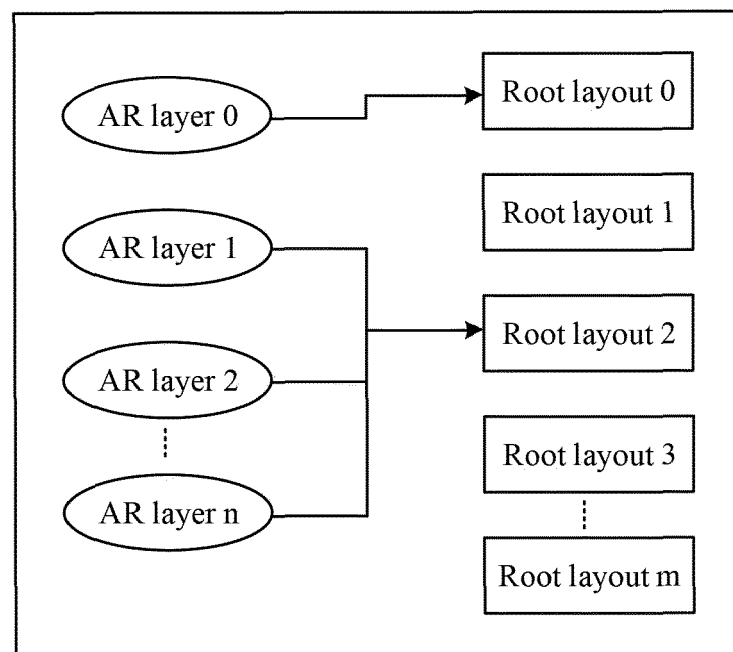 AR layer 0
AR layer 1
AR layer 2
AR layer n
Root layout 0
Root layout 1
Root layout 2
Root layout 3
Root layout m